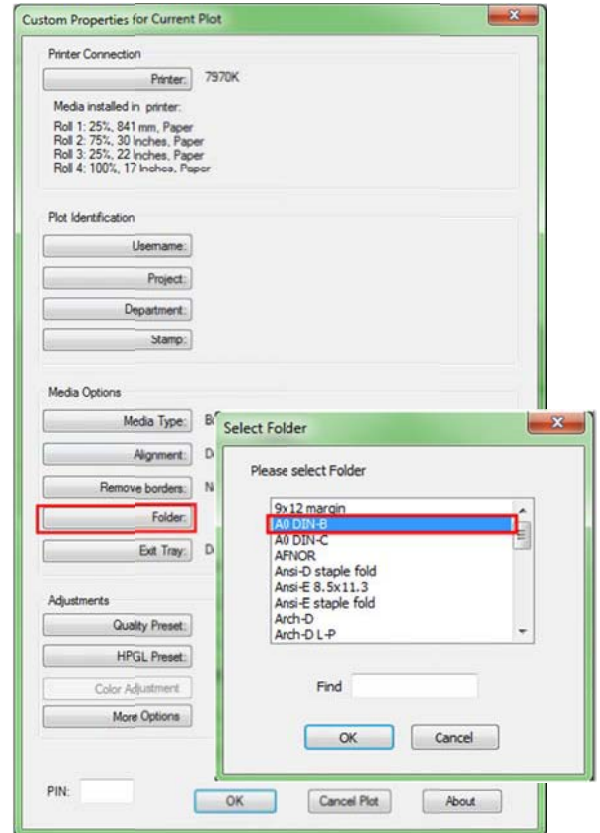 Custom Properties for Current Plot
Printer Connection
Printer: 7970K
Media installed in printer:
Roll 1: 25%, 841mm, Paper
Roll 2: 75%, 30 Inches, Paper
Roll 3: 25%, 22 Inches, Paper
Roll 4: 100%, 17 Inches, Paper
Plot Identification
Username:
Project:
Department:
Stamp:
Media Options
Media Type:
Alignment: D
Remove borders: N
Folder:
Exit Tray: D
Select Folder
Please select Folder
9x12 margin
A0 DIN-B
A0 DIN-C
AFNOR
Ansi-D staple fold
Ansi-E 8.5x11.3
Ansi-E staple fold
Arch-D
Arch-D L-P
Find
OK Cancel
Adjustments
Quality Preset:
HPGL Preset:
Color Adjustment
More Options
PIN:
OK Cancel Plot About